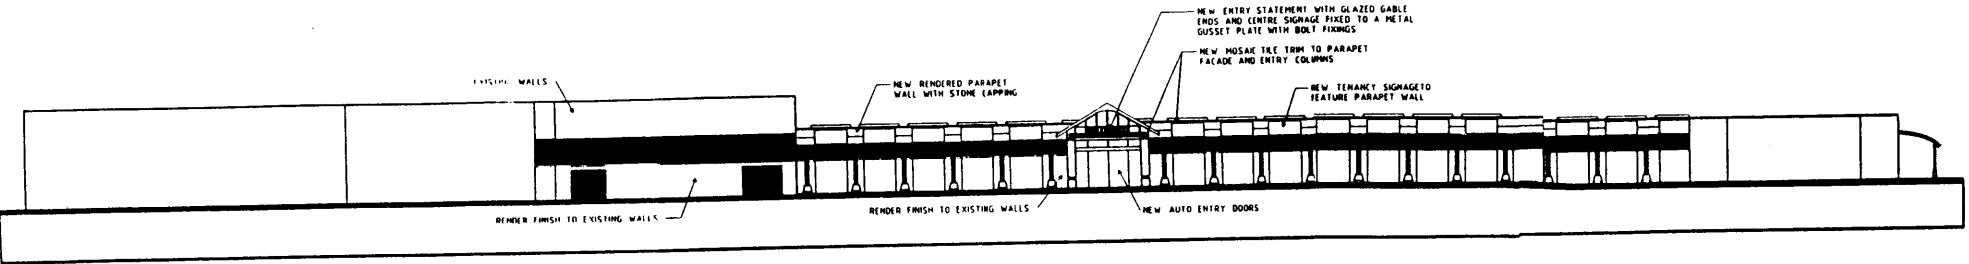 NEW ENTRY STATEMENT WITH GLAZED GABLE
ENDS AND CENTRE SIGNAGE FIXED TO A METAL
GUSSET PLATE WITH BOLT FIXINGS
NEW MOSAIC TILE TRIM TO PARAPET
FACADE AND ENTRY COLUMNS
EXISTING WALLS
NEW RENDERED PARAPET
WALL WITH STONE CAPPING
NEW TENANCY SIGNAGETO
FEATURE PARAPET WALL
RENDER FINISH TO EXISTING WALLS
RENDER FINISH TO EXISTING WALLS
NEW AUTO ENTRY DOORS